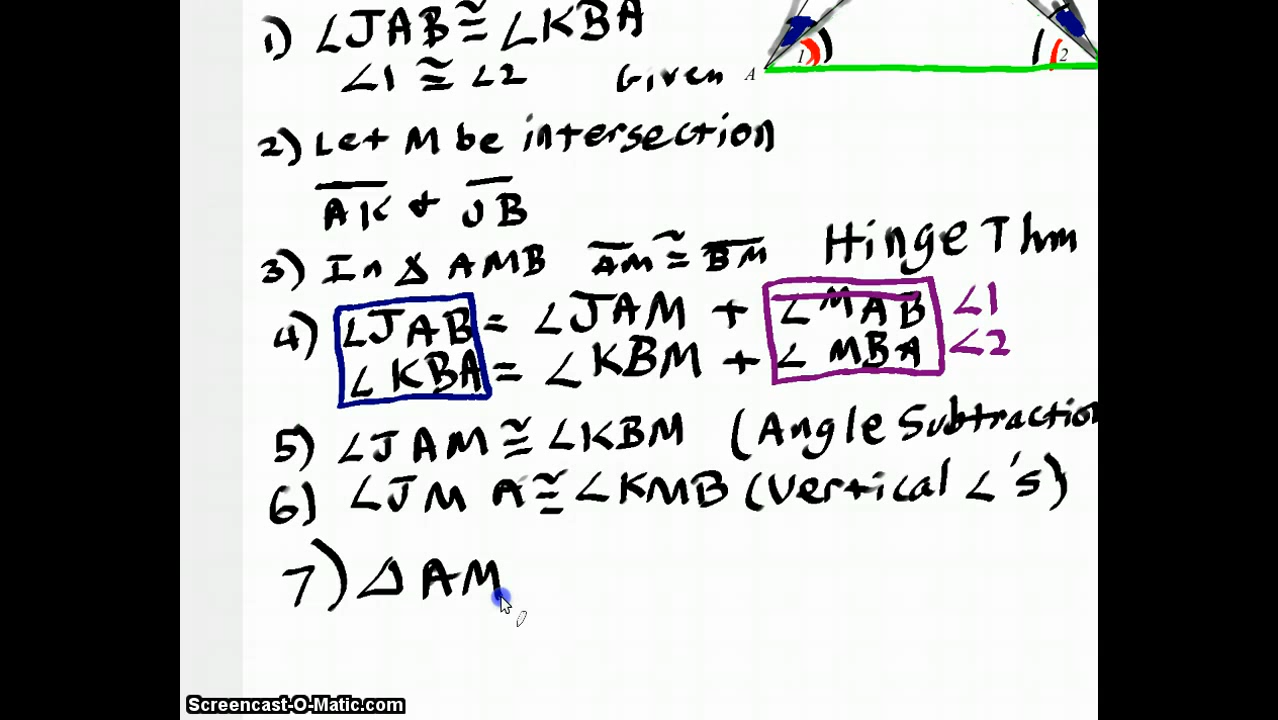 1) ∠JAB ≅ ∠KBA
∠1 ≅ ∠2 Given
A 1 2
2) Let M be intersection
AK & JB
3) In △ AMB AM ≅ BM Hinge Thm
4) ∠JAB = ∠JAM + ∠MAB ∠1
∠KBA = ∠KBM + ∠MBA ∠2
5) ∠JAM ≅ ∠KBM (Angle Subtraction
6) ∠JMA ≅ ∠KMB (Vertical ∠'s)
7) △ AM
Screencast-O-Matic.com